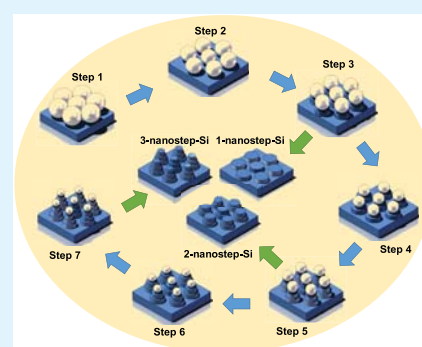 Step 1
Step 2
Step 3
3-nanostep-Si
1-nanostep-Si
2-nanostep-Si
Step 4
Step 5
Step 6
Step 7